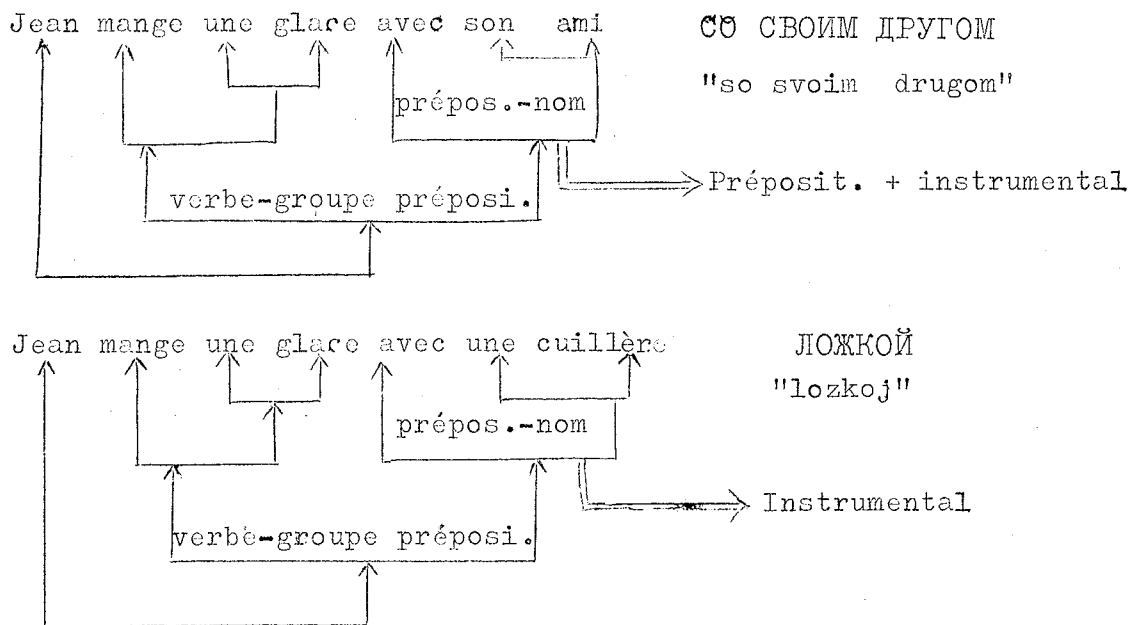 Jean mange une glace avec son ami
СО СВОИМ ДРУГОМ
"so svoim drugom"
prépos.-nom
Préposit. + instrumental
verbe-groupe préposi.
Jean mange une glace avec une cuillère
ЛОЖКОЙ
"lozkoj"
prépos.-nom
Instrumental
verbe-groupe préposi.